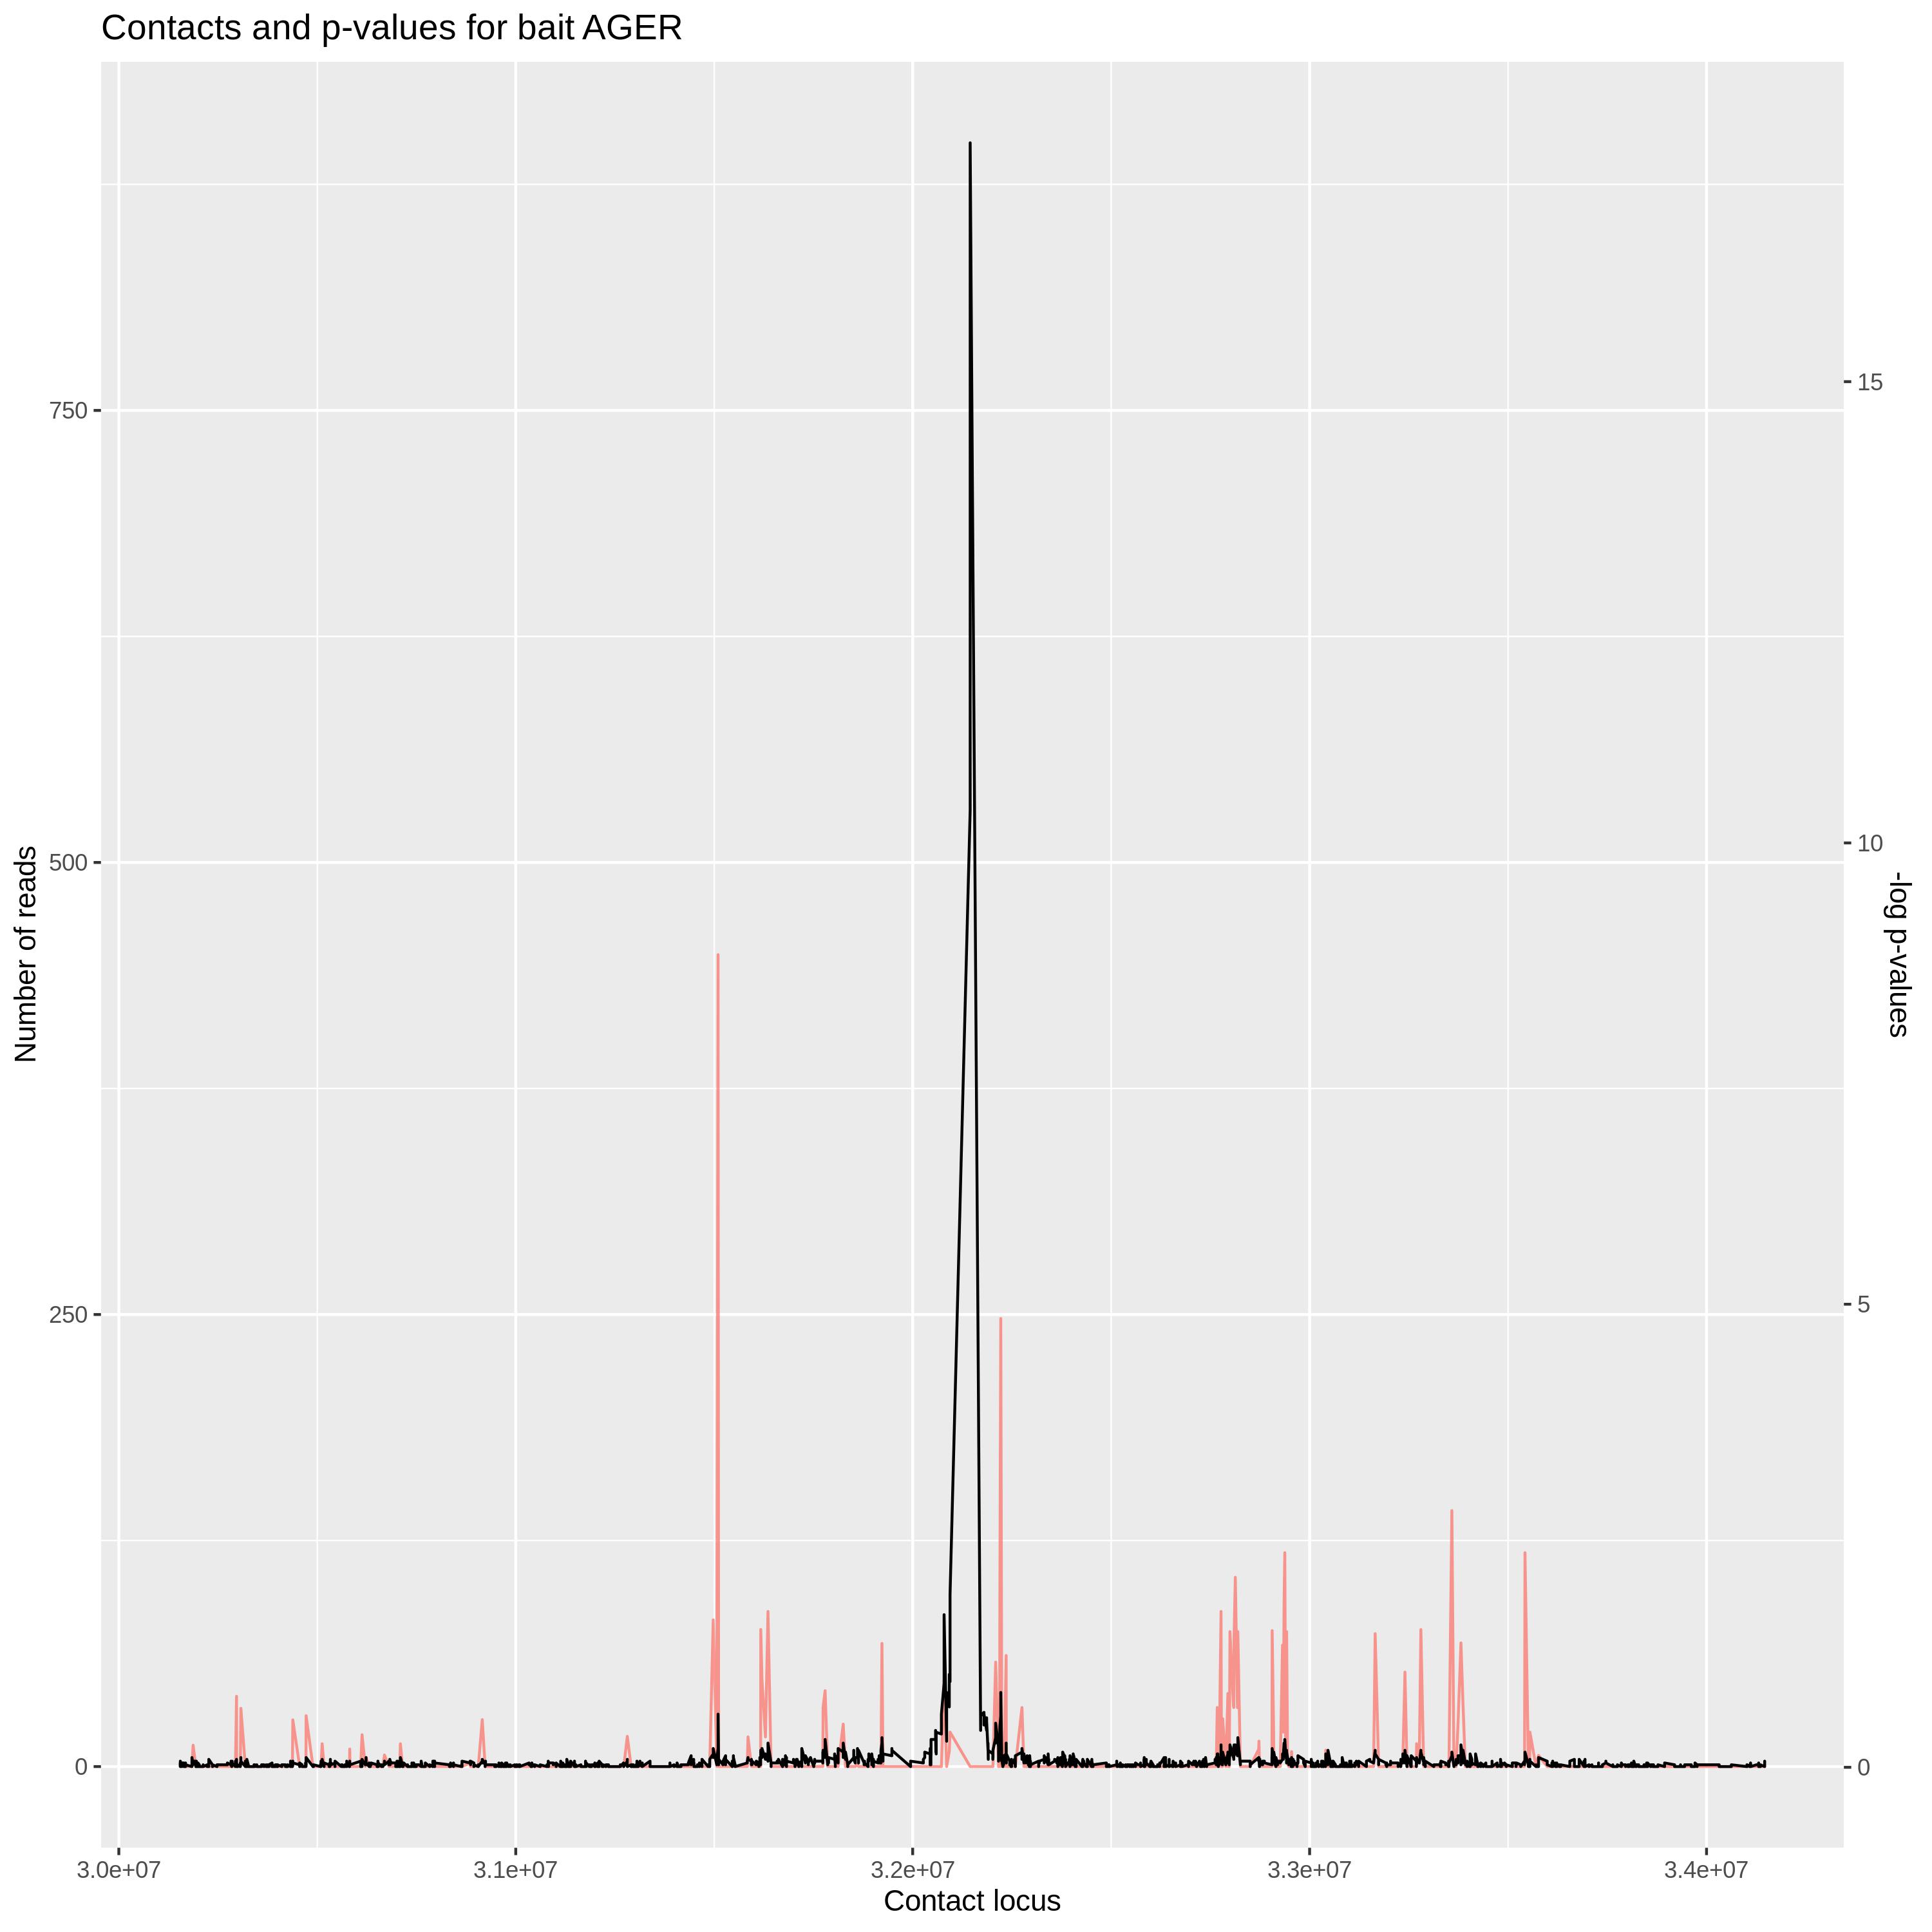 Contacts and p-values for bait AGER
Number of reads
750
500
250
0
15
10
5
0
-log p-values
3.0e+07 3.1e+07 3.2e+07 3.3e+07 3.4e+07
Contact locus